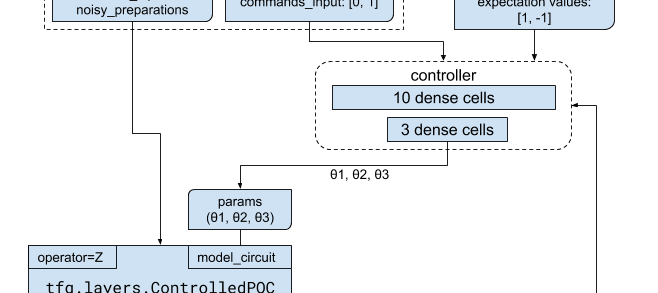 noisy_preparations
commands_input: [0, 1]
expectation values:
[1, -1]
controller
10 dense cells
3 dense cells
θ1, θ2, θ3
params
(θ1, θ2, θ3)
operator=Z
model_circuit
tfq.layers.ControlledPQC